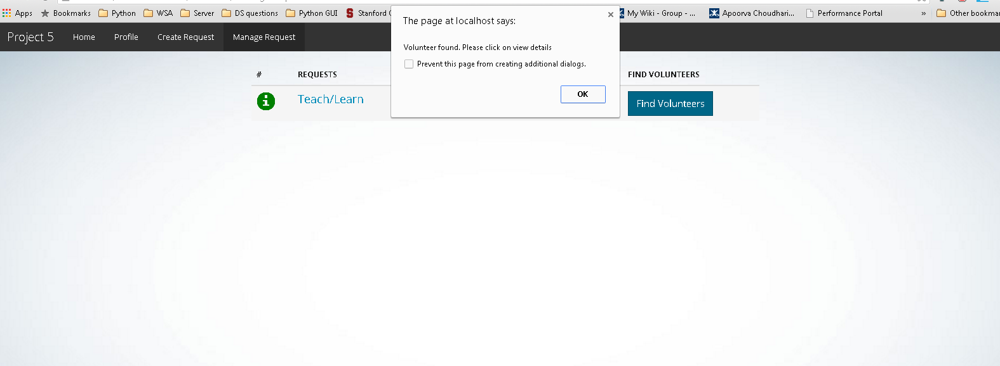 Apps Bookmarks Python WSA Server DS questions Python GUI Stanford My Wiki - Group - ... Apoorva Choudhari... Performance Portal » Other
The page at localhost says:
Project 5 Home Profile Create Request Manage Request
Volunteer found. Please click on view details
Prevent this page from creating additional dialogs.
OK
# REQUESTS FIND VOLUNTEERS
Teach/Learn Find Volunteers